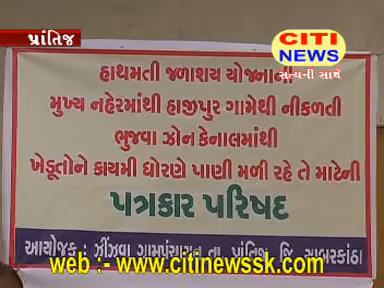 પ્રાંતિજ
CITI
NEWS
સત્યની સાથે
હાથમતી જળાશય યોજનાની
મુખ્ય નહેરમાંથી હાજીપુર ગામેથી નીકળતી
ભુજવા ઝોન કેનાલમાંથી
ખેડૂતોને કાયમી ધોરણે પાણી મળી રહે તે માટેની
પત્રકાર પરિષદ
આયોજક : ઝીંઝવા ગ્રામપંચાયત તા. પ્રાંતિજ જિ. સાબરકાંઠા
web :- www.citinewssk.com